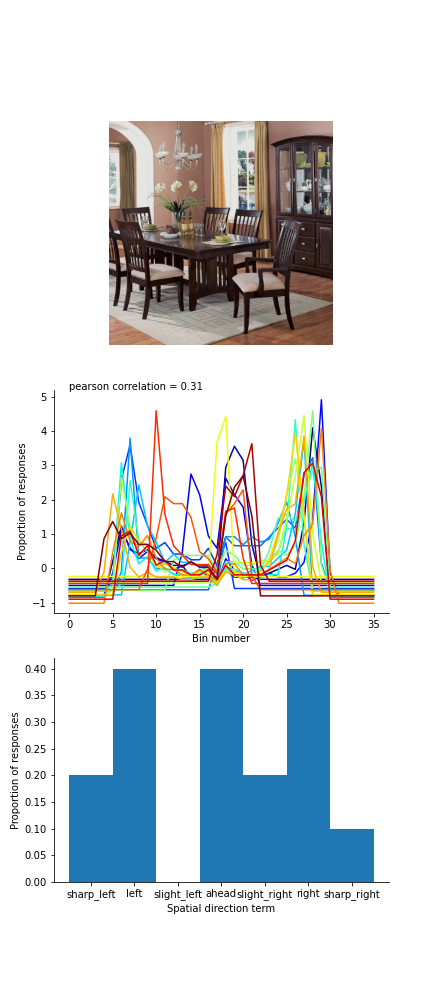 pearson correlation = 0.31
Proportion of responses
5
4
3
2
1
0
−1
0 5 10 15 20 25 30 35
Bin number
Proportion of responses
0.40
0.35
0.30
0.25
0.20
0.15
0.10
0.05
0.00
sharp_left left slight_left ahead slight_right right sharp_right
Spatial direction term